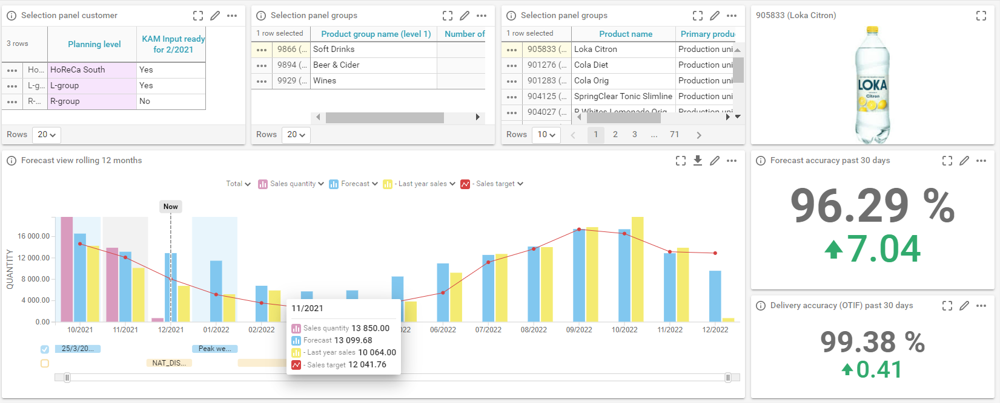 Selection panel customer
3 rows
Planning level
KAM Input ready
for 2/2021
Ho... HoReCa South Yes
L-g... L-group Yes
R-... R-group No
Rows 20
Selection panel groups
1 row selected Product group name (level 1) Number of
9866 (... Soft Drinks
9894 (... Beer & Cider
9929 (... Wines
Rows 20
Selection panel groups
1 row selected Product name Primary produ
905833 (... Loka Citron Production uni
901276 (... Cola Diet Production uni
901283 (... Cola Orig Production uni
904125 (... SpringClear Tonic Slimline Production uni
904027 (... R Whites Lemonade Orig Production uni
Rows 10 1 2 3 ... 71
905833 (Loka Citron)
LOKA
Citron
Forecast view rolling 12 months
Total Sales quantity Forecast - Last year sales - Sales target
Now
QUANTITY
16 000.00
12 000.00
8 000.00
4 000.00
0.00
10/2021 11/2021 12/2021 01/2022 02/2022 22 06/2022 07/2022 08/2022 09/2022 10/2022 11/2022 12/2022
25/3/20... Peak we...
NAT_DIS...
11/2021
Sales quantity 13 850.00
Forecast 13 099.68
- Last year sales 10 064.00
- Sales target 12 041.76
Forecast accuracy past 30 days
96.29 %
7.04
Delivery accuracy (OTIF) past 30 days
99.38 %
0.41